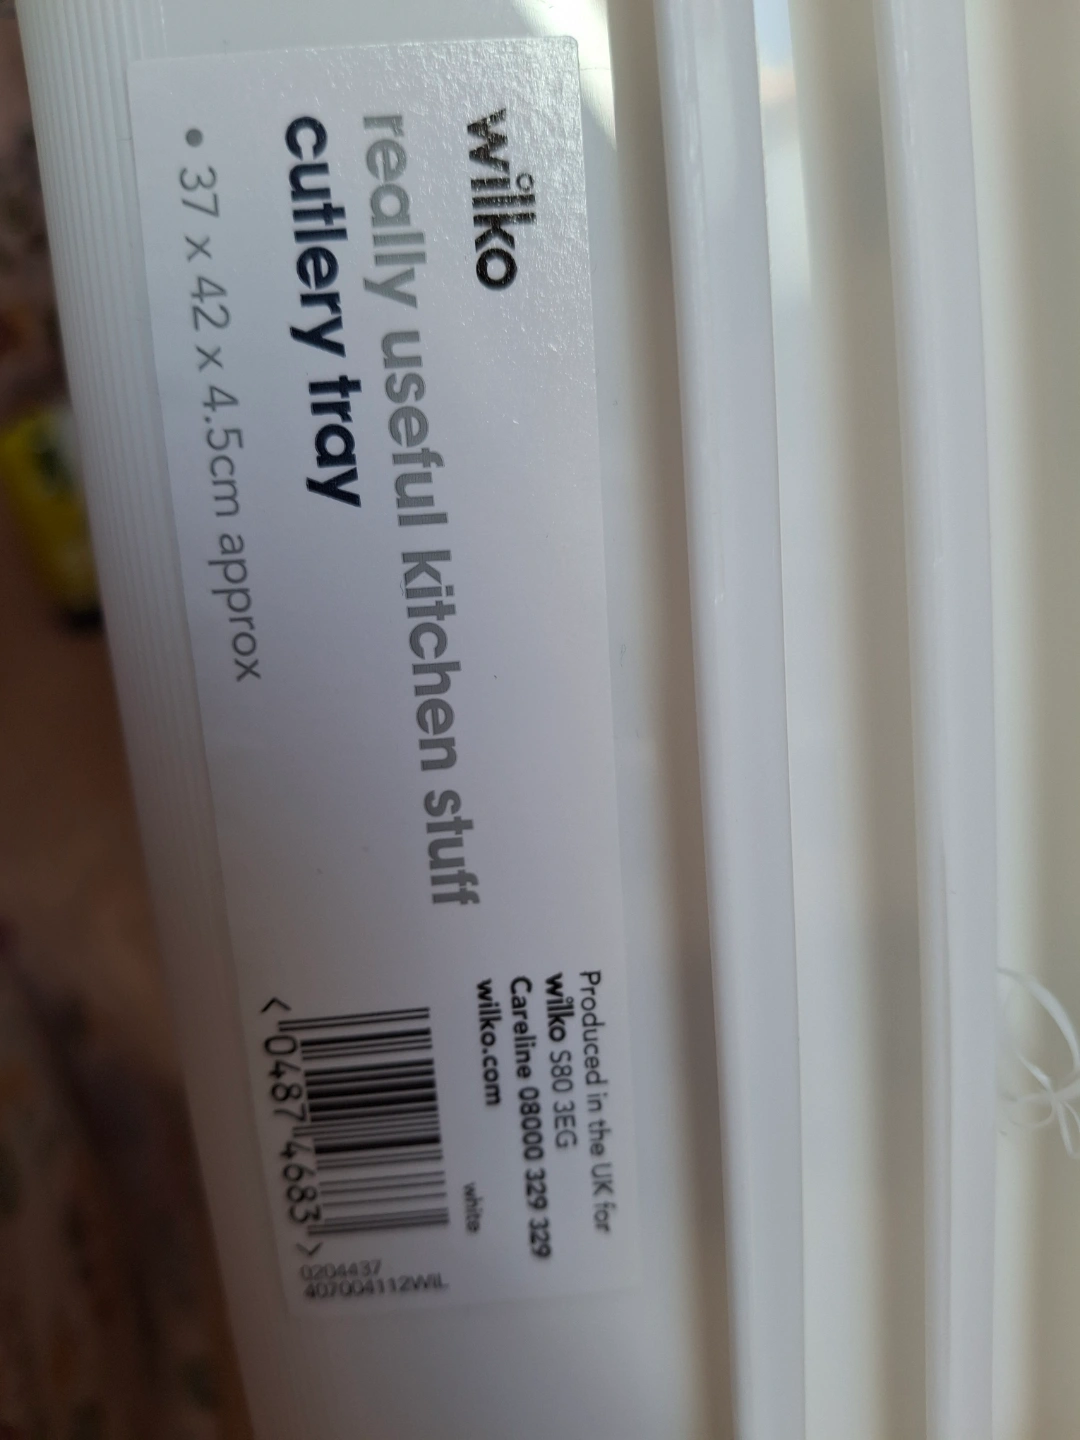 wilko
really useful kitchen stuff
cutlery tray
• 37 x 42 x 4.5cm approx
Produced in the UK for
wilko S80 3EG
Careline 08000 329 329
wilko.com
white
< 0487 4683 >
0204437
407004112WIL